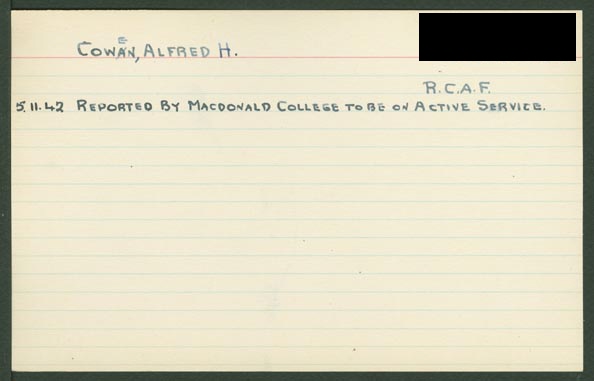 COWAN, ALFRED H.
E
R.C.A.F.
5.11.42 REPORTED BY MACDONALD COLLEGE TO BE ON ACTIVE SERVICE.